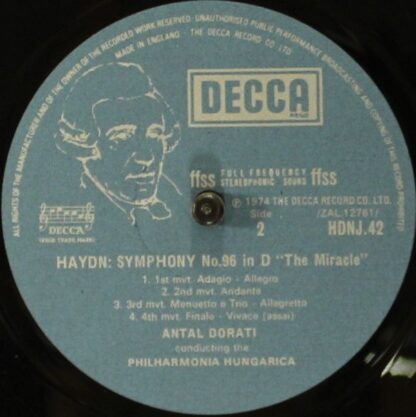 ALL RIGHTS OF THE MANUFACTURER AND OF THE OWNER OF THE RECORDED WORK RESERVED. UNAUTHORISED PUBLIC PERFORMANCE BROADCASTING AND COPYING OF THIS RECORD PROHIBITED
MADE IN ENGLAND. THE DECCA RECORD CO. LTD.
DECCA
ffss FULL FREQUENCY STEREOPHONIC SOUND ffss
℗ 1974 THE DECCA RECORD CO. LTD.
Side /ZAL.12761/
2 HDNJ.42
DECCA
HAYDN: SYMPHONY No.96 in D "The Miracle"
1. 1st mvt. Adagio - Allegro
2. 2nd mvt. Andante
3. 3rd mvt. Menuetto e Trio - Allegretto
4. 4th mvt. Finale - Vivace (assai)
ANTAL DORATI
conducting the
PHILHARMONIA HUNGARICA